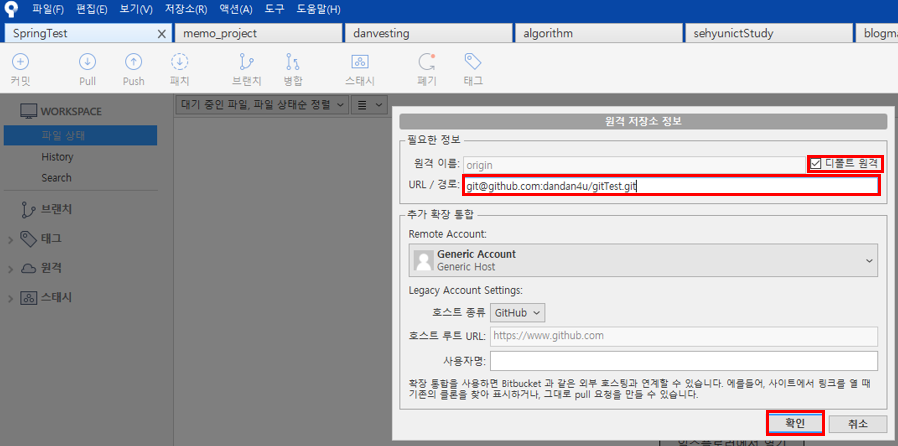 파일(F) 편집(E) 보기(V) 저장소(R) 액션(A) 도구 도움말(H)
SpringTest memo_project danvesting algorithm sehyunictStudy blogma
커밋 Pull Push 패치 브랜치 병합 스태시 폐기 태그
WORKSPACE
파일 상태
History
Search
브랜치
태그
원격
스태시
대기 중인 파일, 파일 상태순 정렬
원격 저장소 정보
필요한 정보
원격 이름: origin 디폴트 원격
URL / 경로: git@github.com:dandan4u/gitTest.git
추가 확장 통합
Remote Account:
Generic Account
Generic Host
Legacy Account Settings:
호스트 종류 GitHub
호스트 루트 URL: https://www.github.com
사용자명:
확장 통합을 사용하면 Bitbucket 과 같은 외부 호스팅과 연계할 수 있습니다. 예를들어, 사이트에서 링크를 열 때
기존의 클론을 찾아 표시하거나, 그대로 pull 요청을 만들 수 있습니다.
확인 취소